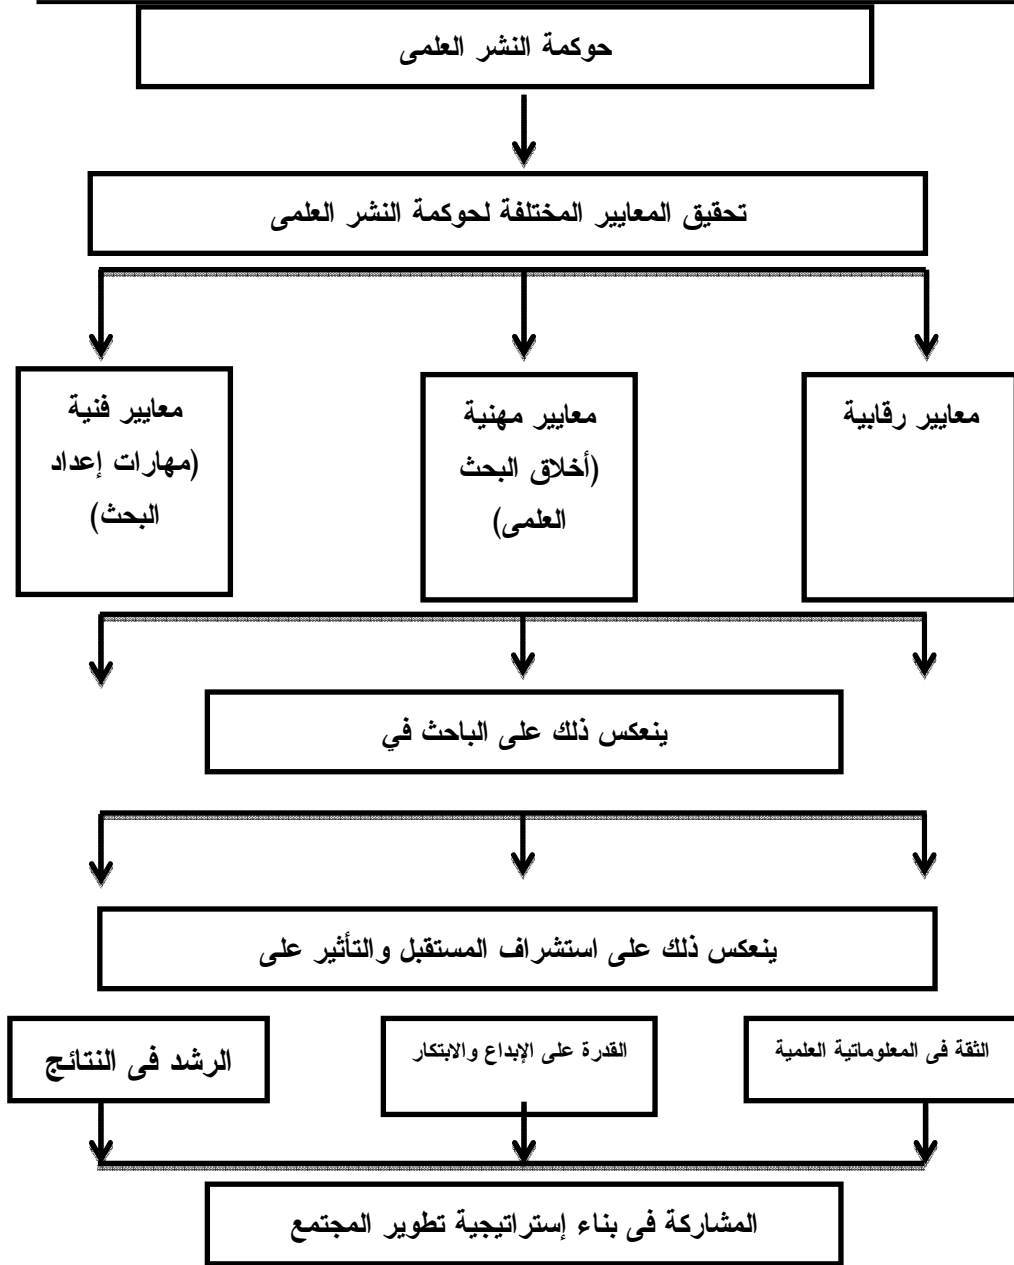 حوكمة النشر العلمى
تحقيق المعايير المختلفة لحوكمة النشر العلمى
معايير رقابية
معايير مهنية
(أخلاق البحث
العلمى)
معايير فنية
(مهارات إعداد
البحث)
ينعكس ذلك على الباحث في
ينعكس ذلك على استشراف المستقبل والتأثير على
الثقة فى المعلوماتية العلمية
القدرة على الإبداع والابتكار
الرشد فى النتائج
المشاركة فى بناء إستراتيجية تطوير المجتمع